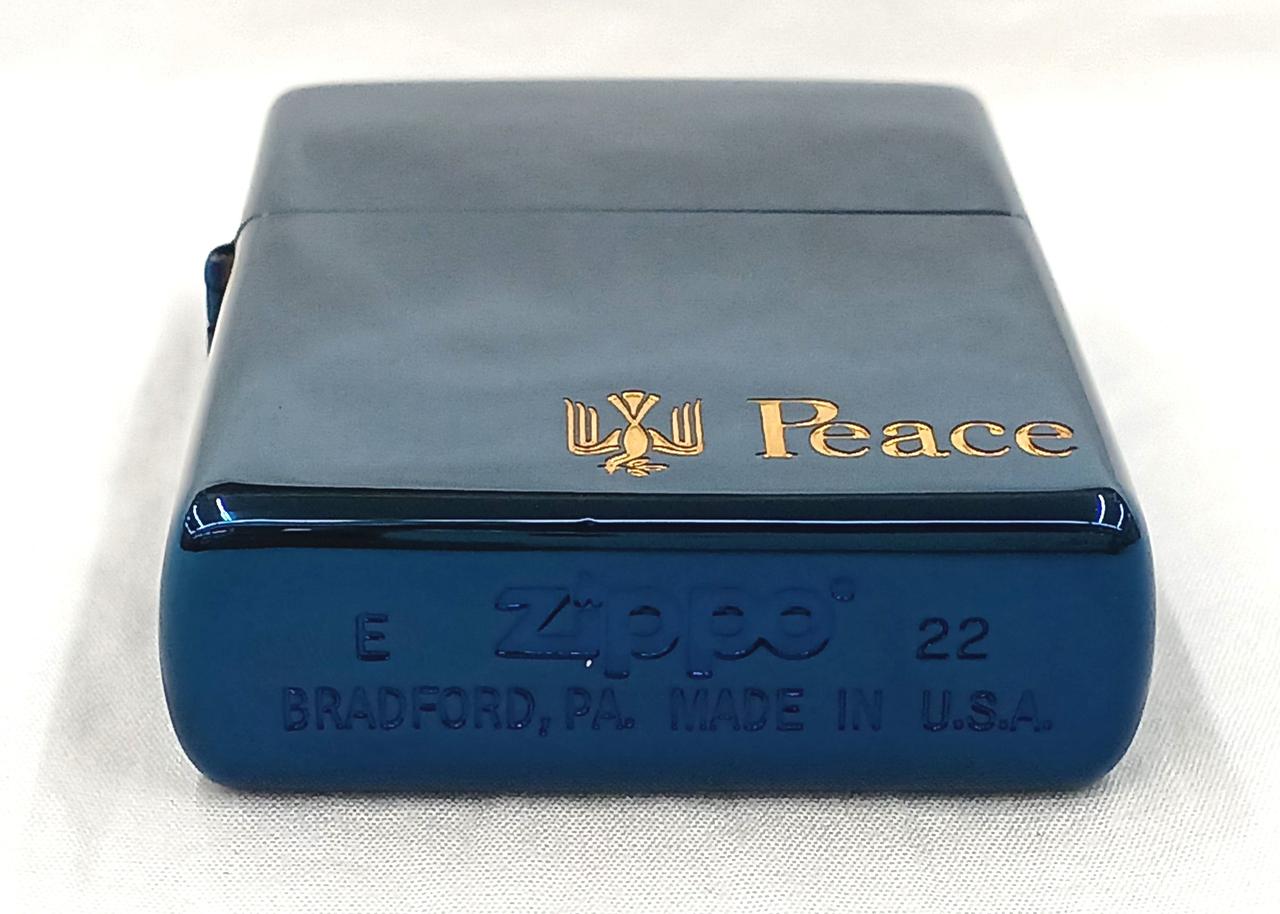 Peace
E zippo 22
BRADFORD, PA. MADE IN U.S.A.